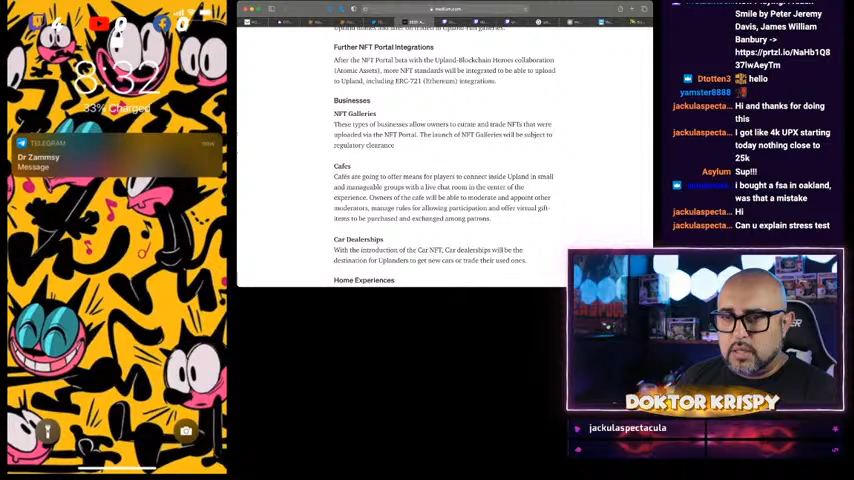 8:32
33% Charged
TELEGRAM
now
Dr Zammsy
Message
medium.com
Further NFT Portal Integrations
After the NFT Portal beta with the Upland-Blockchain Heroes collaboration
(Atomic Assets), more NFT standards will be integrated to be able to upload
to Upland, including ERC-721 (Ethereum) integrations.
Businesses
NFT Galleries
These types of businesses allow owners to curate and trade NFTs that were
uploaded via the NFT Portal. The launch of NFT Galleries will be subject to
regulatory clearance
Cafes
Cafés are going to offer means for players to connect inside Upland in small
and manageable groups with a live chat room in the center of the
experience. Owners of the cafe will be able to moderate and appoint other
moderators, manage rules for allowing participation and offer virtual gift-
items to be purchased and exchanged among patrons.
Car Dealerships
With the introduction of the Car NFT, Car dealerships will be the
destination for Uplanders to get new cars or trade their used ones.
Home Experiences
Smile by Peter Jeremy
Davis, James William
Banbury ->
https://prtzl.io/NaHb1Q8
37lwAeyTm
Dtotten3 hello
yamster8888
jackulaspecta... Hi and thanks for doing
this
jackulaspecta... I got like 4k UPX starting
today nothing close to
25k
Asylum Sup!!!
i bought a fsa in oakland,
was that a mistake
jackulaspecta... Hi
jackulaspecta... Can u explain stress test
DOKTOR KRISPY
jackulaspectacula